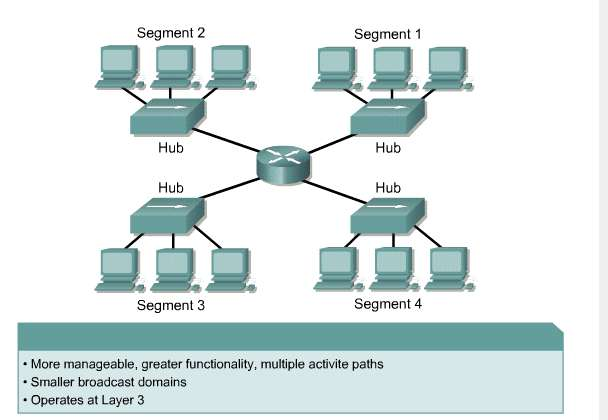 Segment 2
Segment 1
Hub
Hub
Hub
Hub
Segment 3
Segment 4
• More manageable, greater functionality, multiple activite paths
• Smaller broadcast domains
• Operates at Layer 3